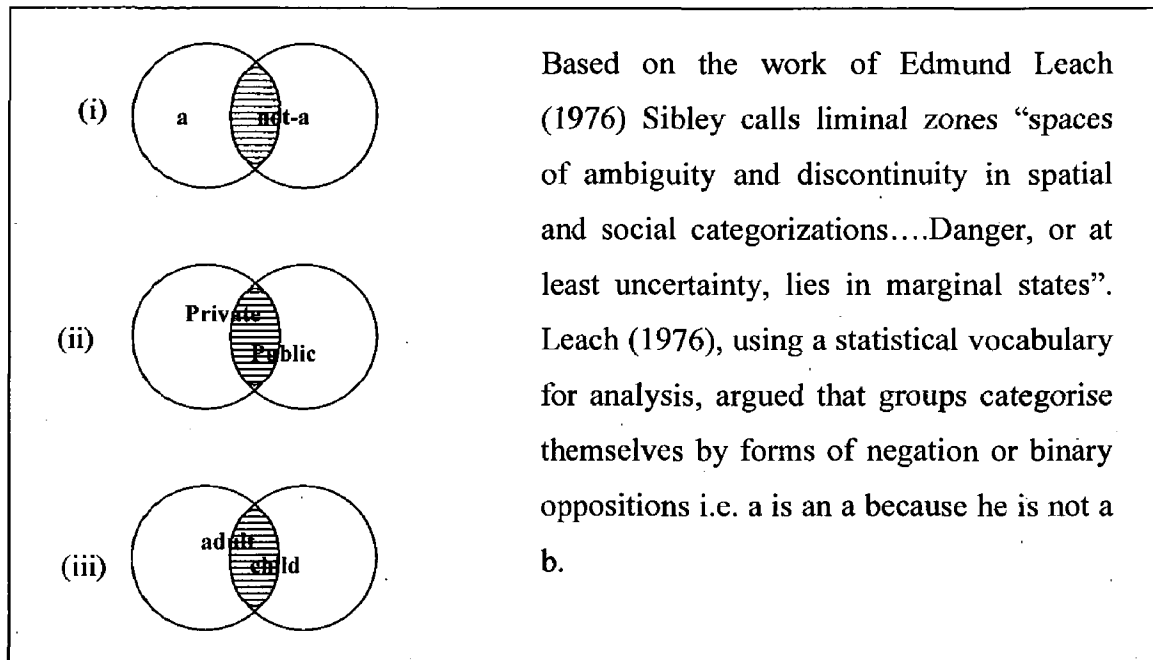 (i)
a
not-a
(ii)
Private
Public
(iii)
adult
child
Based on the work of Edmund Leach
(1976) Sibley calls liminal zones “spaces
of ambiguity and discontinuity in spatial
and social categorizations….Danger, or at
least uncertainty, lies in marginal states”.
Leach (1976), using a statistical vocabulary
for analysis, argued that groups categorise
themselves by forms of negation or binary
oppositions i.e. a is an a because he is not a
b.